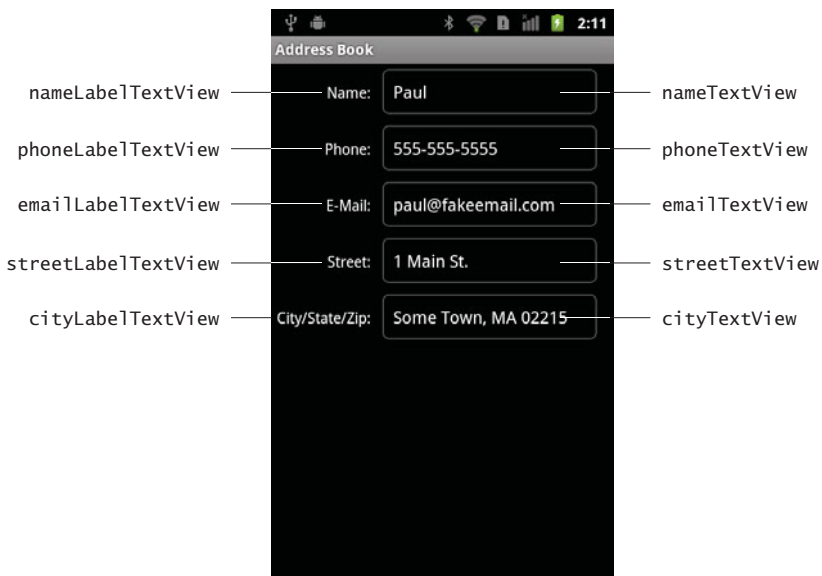 2:11
Address Book
nameLabelTextView Name: Paul nameTextView
phoneLabelTextView Phone: 555-555-5555 phoneTextView
emailLabelTextView E-Mail: paul@fakeemail.com emailTextView
streetLabelTextView Street: 1 Main St. streetTextView
cityLabelTextView City/State/Zip: Some Town, MA 02215 cityTextView